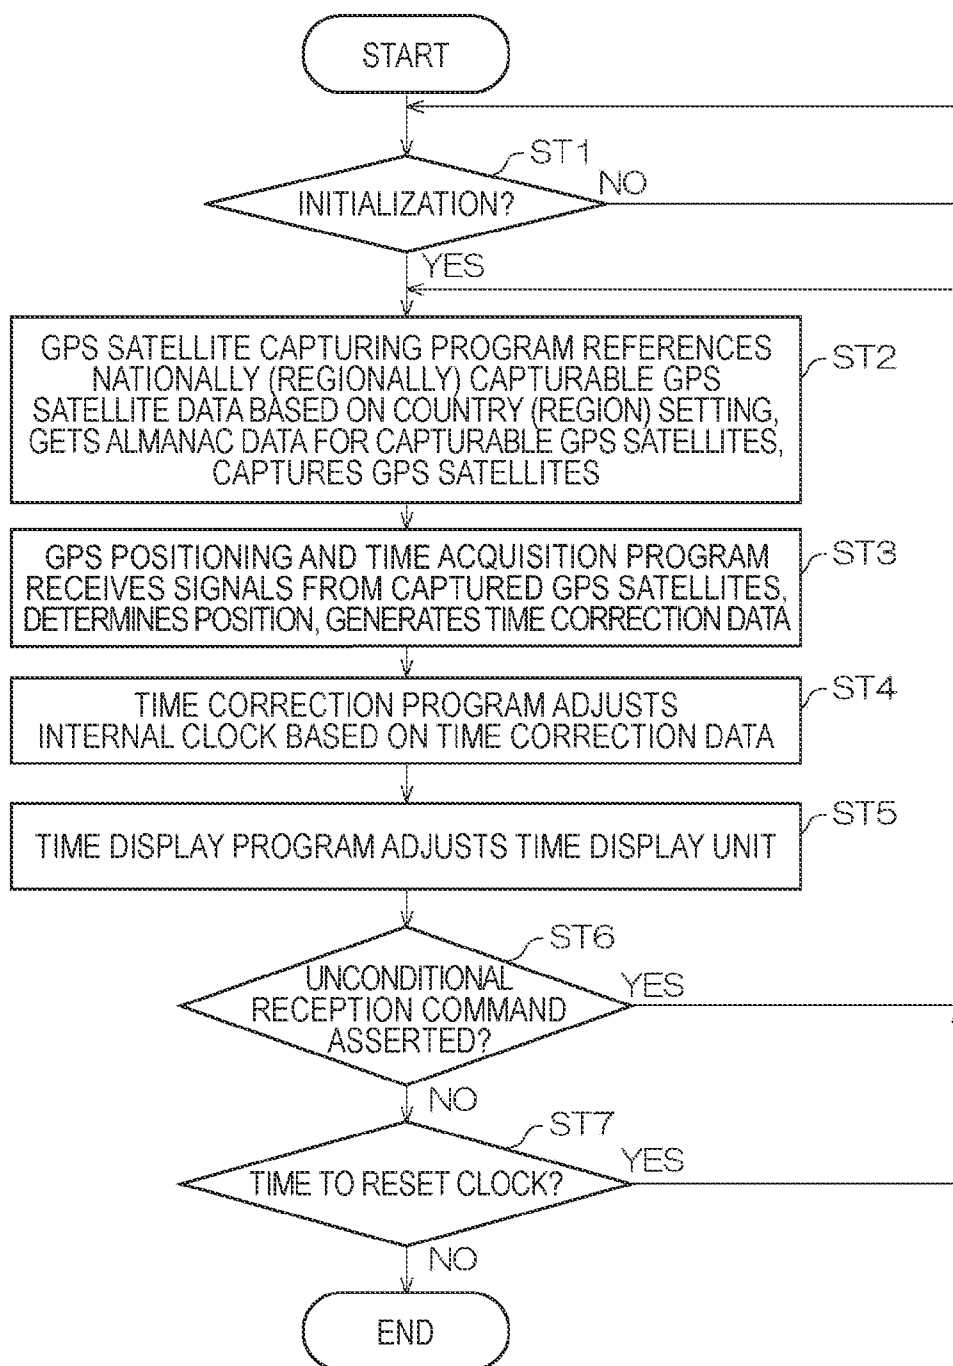 START
ST1
INITIALIZATION?
NO
YES
GPS SATELLITE CAPTURING PROGRAM REFERENCES
NATIONALLY (REGIONALLY) CAPTURABLE GPS
SATELLITE DATA BASED ON COUNTRY (REGION) SETTING,
GETS ALMANAC DATA FOR CAPTURABLE GPS SATELLITES,
CAPTURES GPS SATELLITES
ST2
GPS POSITIONING AND TIME ACQUISITION PROGRAM
RECEIVES SIGNALS FROM CAPTURED GPS SATELLITES,
DETERMINES POSITION, GENERATES TIME CORRECTION DATA
ST3
TIME CORRECTION PROGRAM ADJUSTS
INTERNAL CLOCK BASED ON TIME CORRECTION DATA
ST4
TIME DISPLAY PROGRAM ADJUSTS TIME DISPLAY UNIT
ST5
ST6
UNCONDITIONAL
RECEPTION COMMAND
ASSERTED?
YES
NO
ST7
TIME TO RESET CLOCK?
YES
NO
END